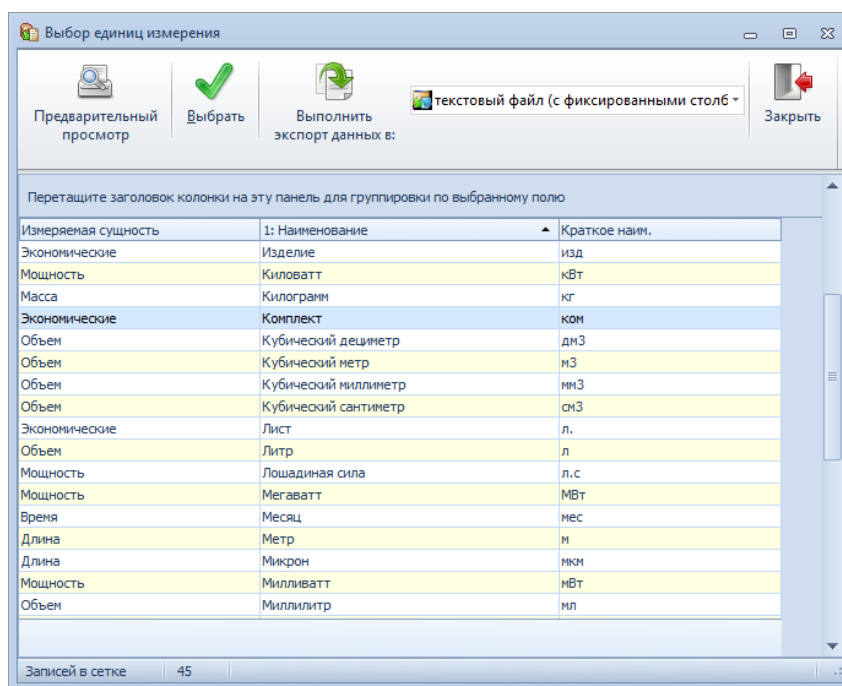 Выбор единиц измерения
Предварительный просмотр
Выбрать
Выполнить экспорт данных в:
текстовый файл (с фиксированными столб
Закрыть
Перетащите заголовок колонки на эту панель для группировки по выбранному полю
Измеряемая сущность 1: Наименование Краткое наим.
Экономические Изделие изд
Мощность Киловатт кВт
Масса Килограмм кг
Экономические Комплект ком
Объем Кубический дециметр дм3
Объем Кубический метр м3
Объем Кубический миллиметр мм3
Объем Кубический сантиметр см3
Экономические Лист л.
Объем Литр л
Мощность Лошадиная сила л.с
Мощность Мегаватт МВт
Время Месяц мес
Длина Метр м
Длина Микрон мкм
Мощность Милливатт мВт
Объем Миллилитр мл
Записей в сетке 45